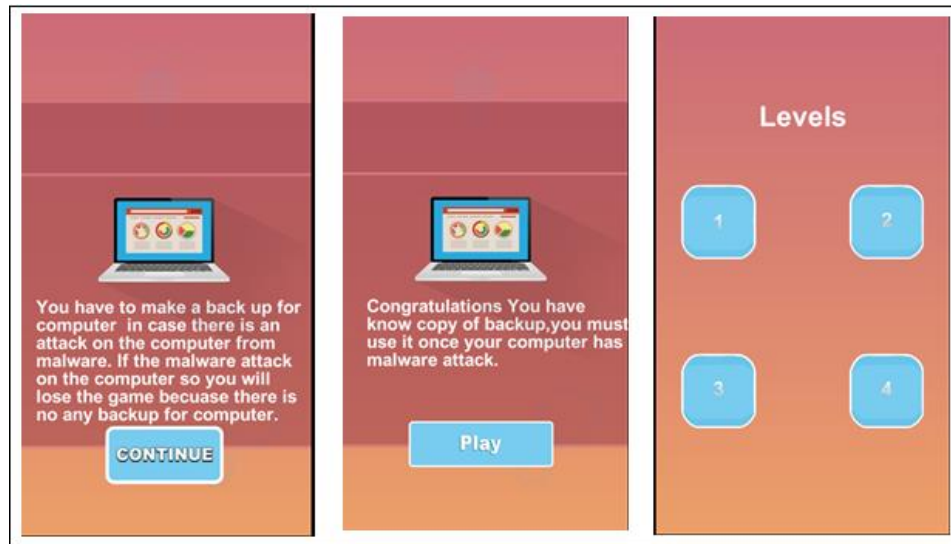 You have to make a back up for
computer in case there is an
attack on the computer from
malware. If the malware attack
on the computer so you will
lose the game becuase there is
no any backup for computer.
CONTINUE
Congratulations You have
know copy of backup,you must
use it once your computer has
malware attack.
Play
Levels
1
2
3
4